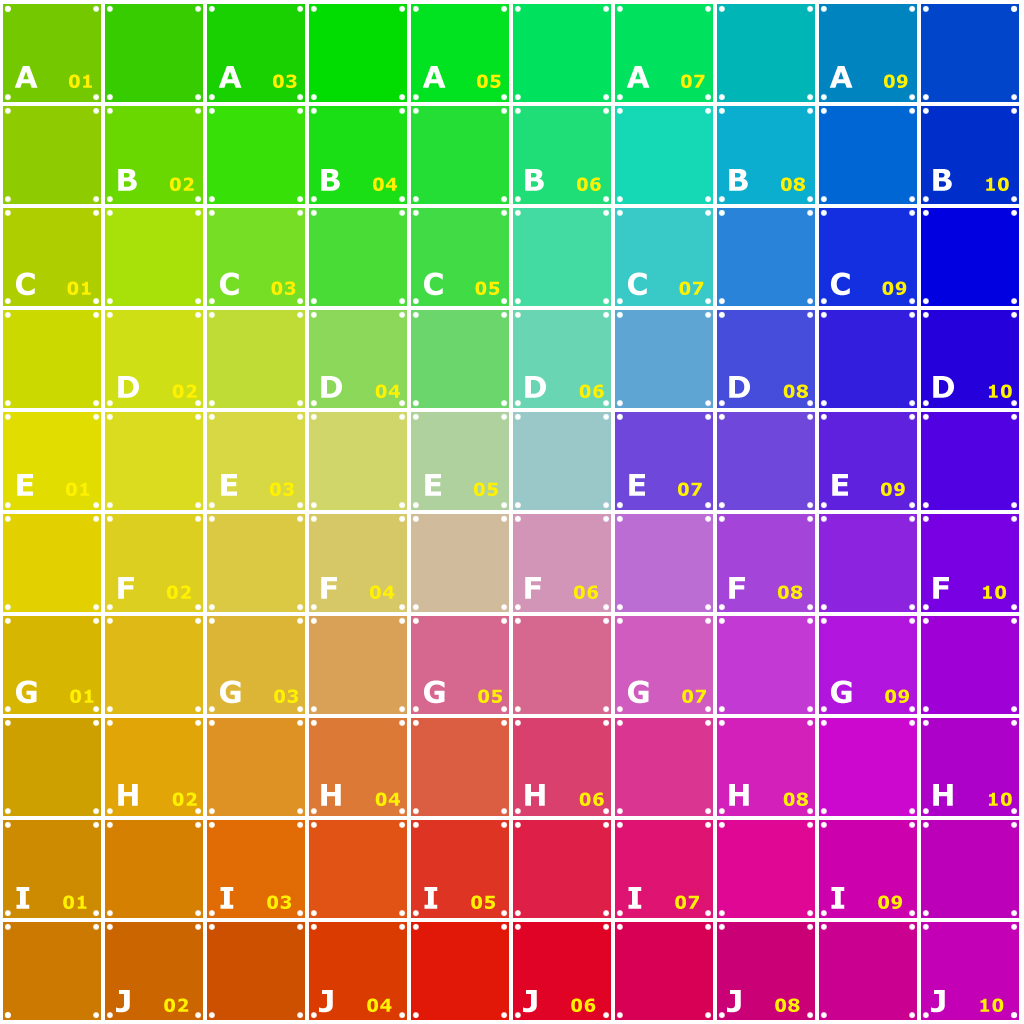 A 01 A 03 A 05 A 07 A 09
B 02 B 04 B 06 B 08 B 10
C 01 C 03 C 05 C 07 C 09
D 02 D 04 D 06 D 08 D 10
E 01 E 03 E 05 E 07 E 09
F 02 F 04 F 06 F 08 F 10
G 01 G 03 G 05 G 07 G 09
H 02 H 04 H 06 H 08 H 10
I 01 I 03 I 05 I 07 I 09
J 02 J 04 J 06 J 08 J 10